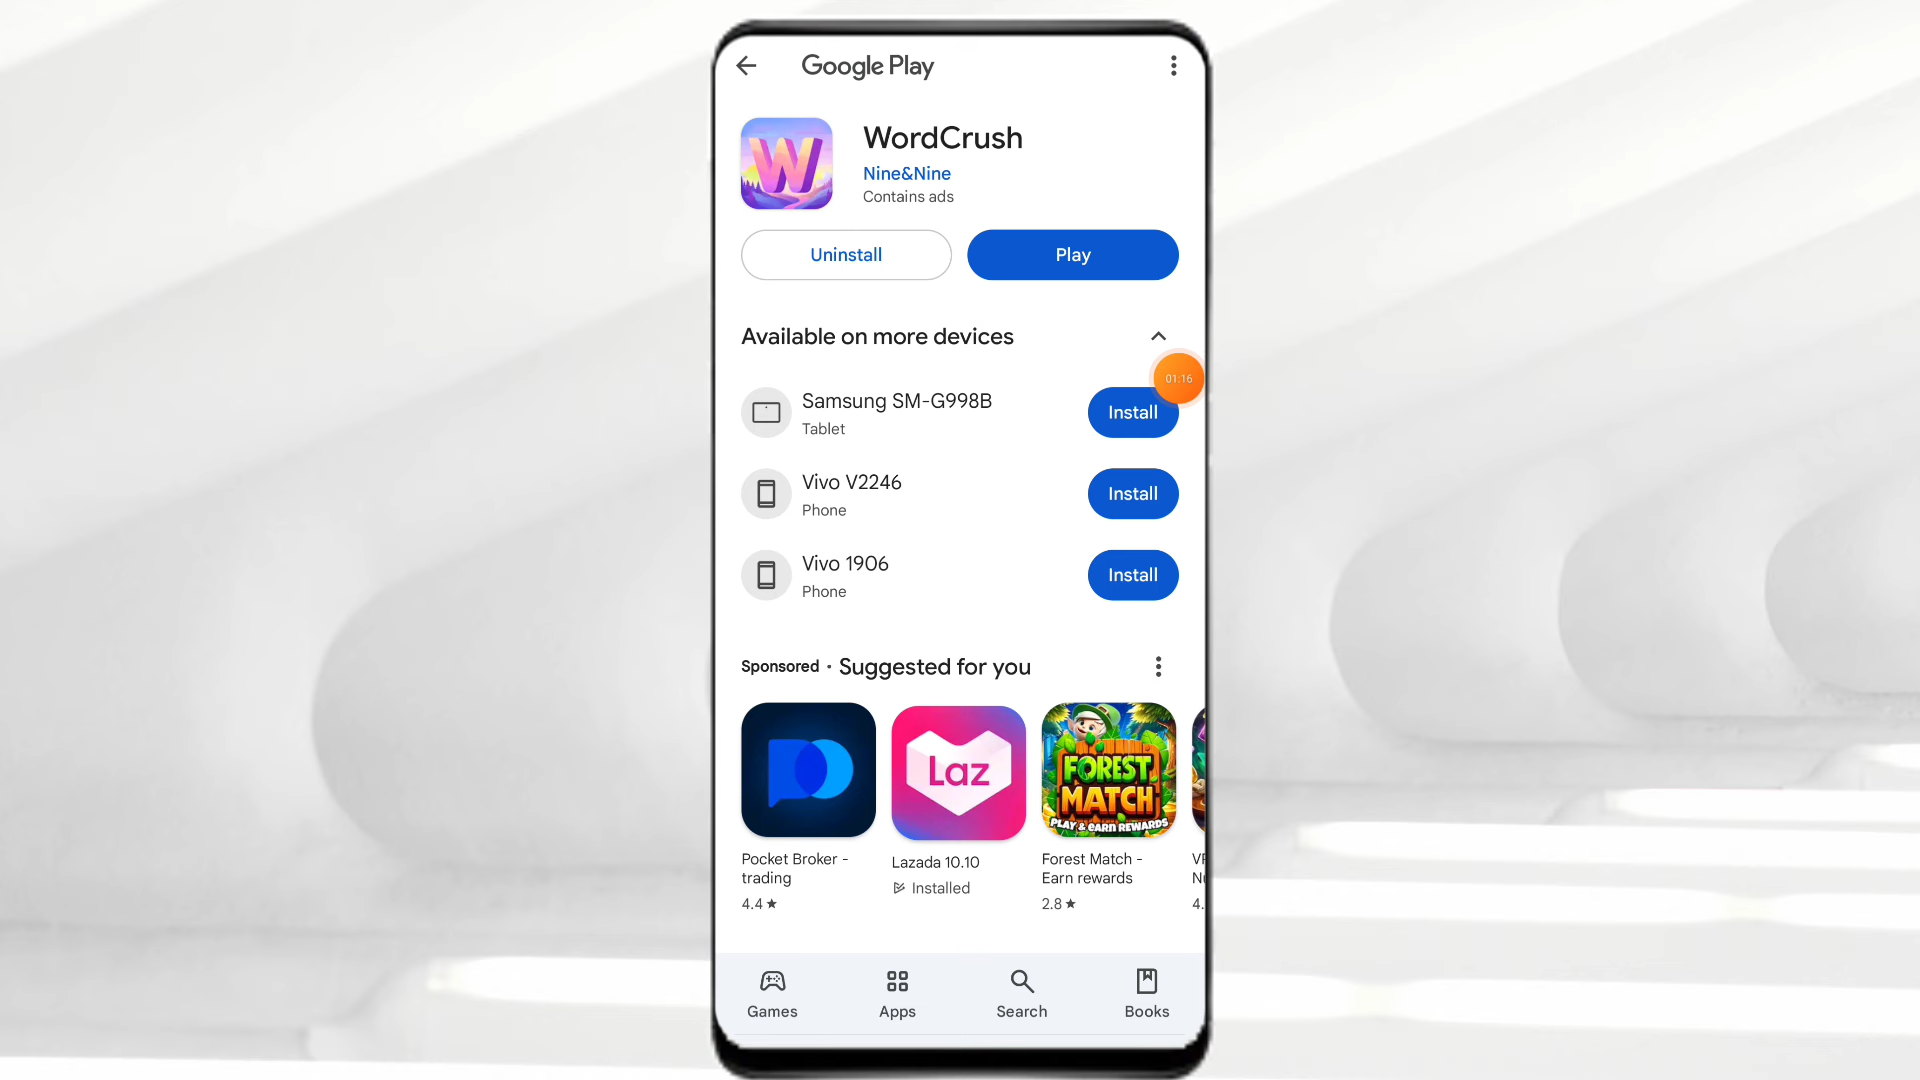 Google Play
W
WordCrush
Nine&Nine
Contains ads
Uninstall
Play
Available on more devices
01:16
Samsung SM-G998B
Tablet
Install
Vivo V2246
Phone
Install
Vivo 1906
Phone
Install
Sponsored • Suggested for you
Laz
FOREST
MATCH
PLAY & eaRn ReWaRDS
Pocket Broker -
trading
4.4 ★
Lazada 10.10
Installed
Forest Match -
Earn rewards
2.8 ★
4.
Games
Apps
Search
Books